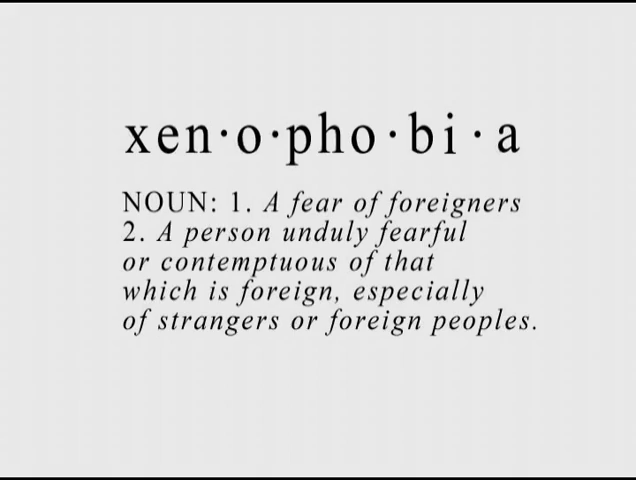 xen·o·pho·bi·a
NOUN: 1. A fear of foreigners
2. A person unduly fearful
or contemptuous of that
which is foreign, especially
of strangers or foreign peoples.